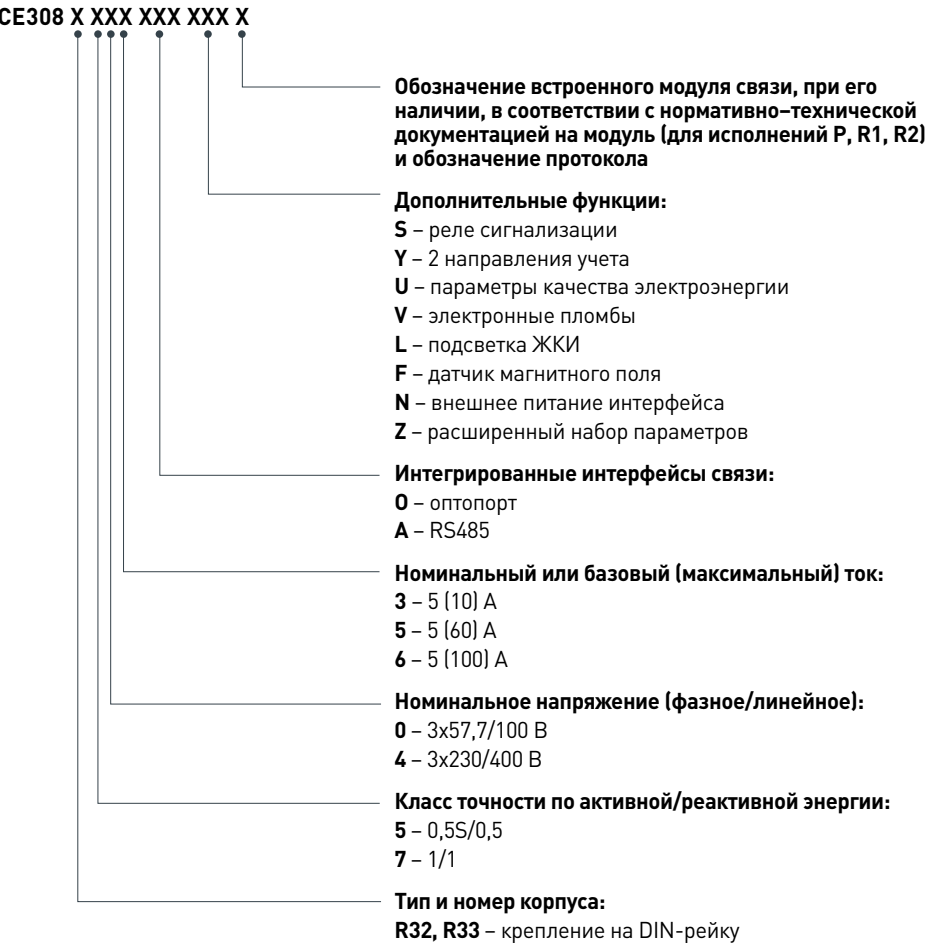 CE308 X XXX XXX XXX X
Обозначение встроенного модуля связи, при его
наличии, в соответствии с нормативно–технической
документацией на модуль (для исполнений P, R1, R2)
и обозначение протокола
Дополнительные функции:
S – реле сигнализации
Y – 2 направления учета
U – параметры качества электроэнергии
V – электронные пломбы
L – подсветка ЖКИ
F – датчик магнитного поля
N – внешнее питание интерфейса
Z – расширенный набор параметров
Интегрированные интерфейсы связи:
O – оптопорт
A – RS485
Номинальный или базовый (максимальный) ток:
3 – 5 (10) А
5 – 5 (60) А
6 – 5 (100) А
Номинальное напряжение (фазное/линейное):
0 – 3x57,7/100 В
4 – 3x230/400 В
Класс точности по активной/реактивной энергии:
5 – 0,5S/0,5
7 – 1/1
Тип и номер корпуса:
R32, R33 – крепление на DIN-рейку